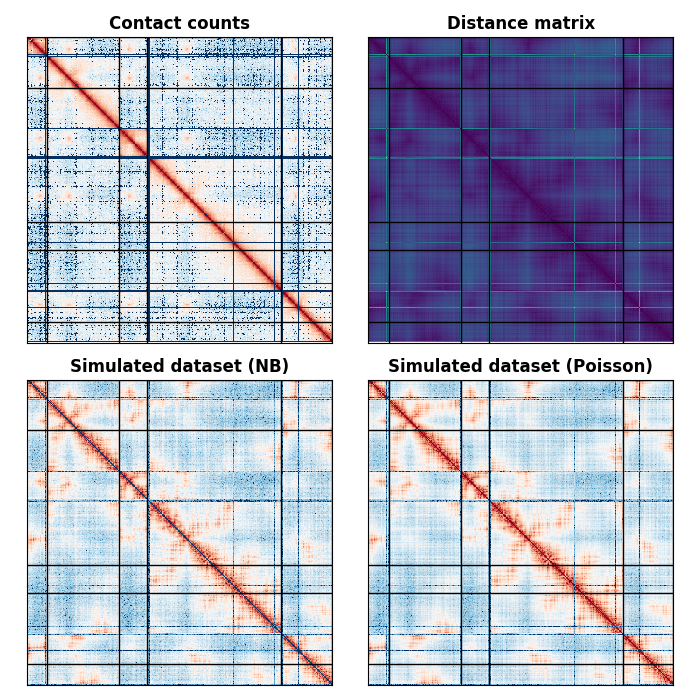 Contact counts
Distance matrix
Simulated dataset (NB)
Simulated dataset (Poisson)